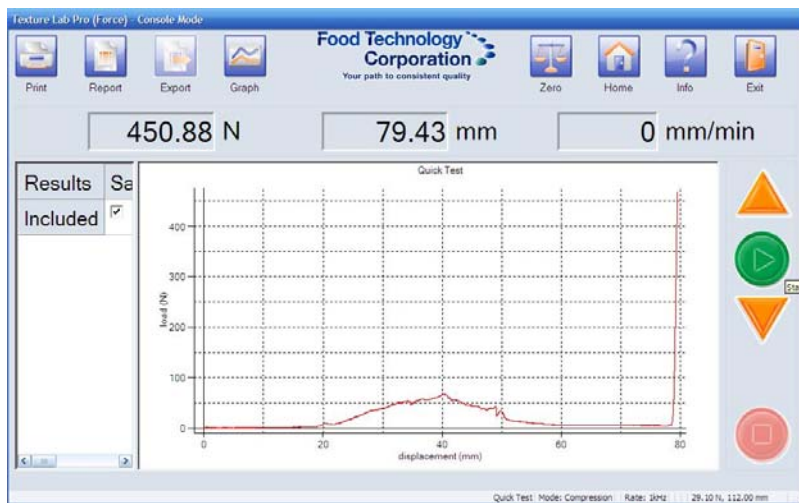 Texture Lab Pro (Force) - Console Mode
Print
Report
Export
Graph
Food Technology
Corporation
Your path to consistent quality
Zero
Home
Info
Exit
450.88 N
79.43 mm
0 mm/min
Results Sa
Included
Quick Test
load (N)
400
300
200
100
0
0 20 40 60 80
displacement (mm)
Sta
Quick Test Mode: Compression Rate: 1kHz 29.10 N, 112.00 mm